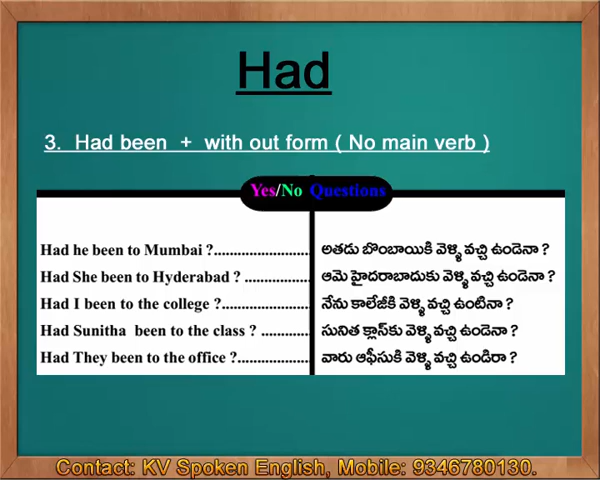 Had
3. Had been + with out form ( No main verb )
Yes/No Questions
Had he been to Mumbai ?....................... అతడు బొంబాయికి వెళ్ళి వచ్చి ఉండెనా ?
Had She been to Hyderabad ? ................ ఆమె హైదరాబాదుకు వెళ్ళి వచ్చి ఉండెనా ?
Had I been to the college ?..................... నేను కాలేజీకి వెళ్ళి వచ్చి ఉంటినా ?
Had Sunitha been to the class ? ............ సునిత క్లాస్‌కు వెళ్ళి వచ్చి ఉండెనా ?
Had They been to the office ?................. వారు ఆఫీసుకి వెళ్ళి వచ్చి ఉండిరా ?
Contact: KV Spoken English, Mobile: 9346780130.